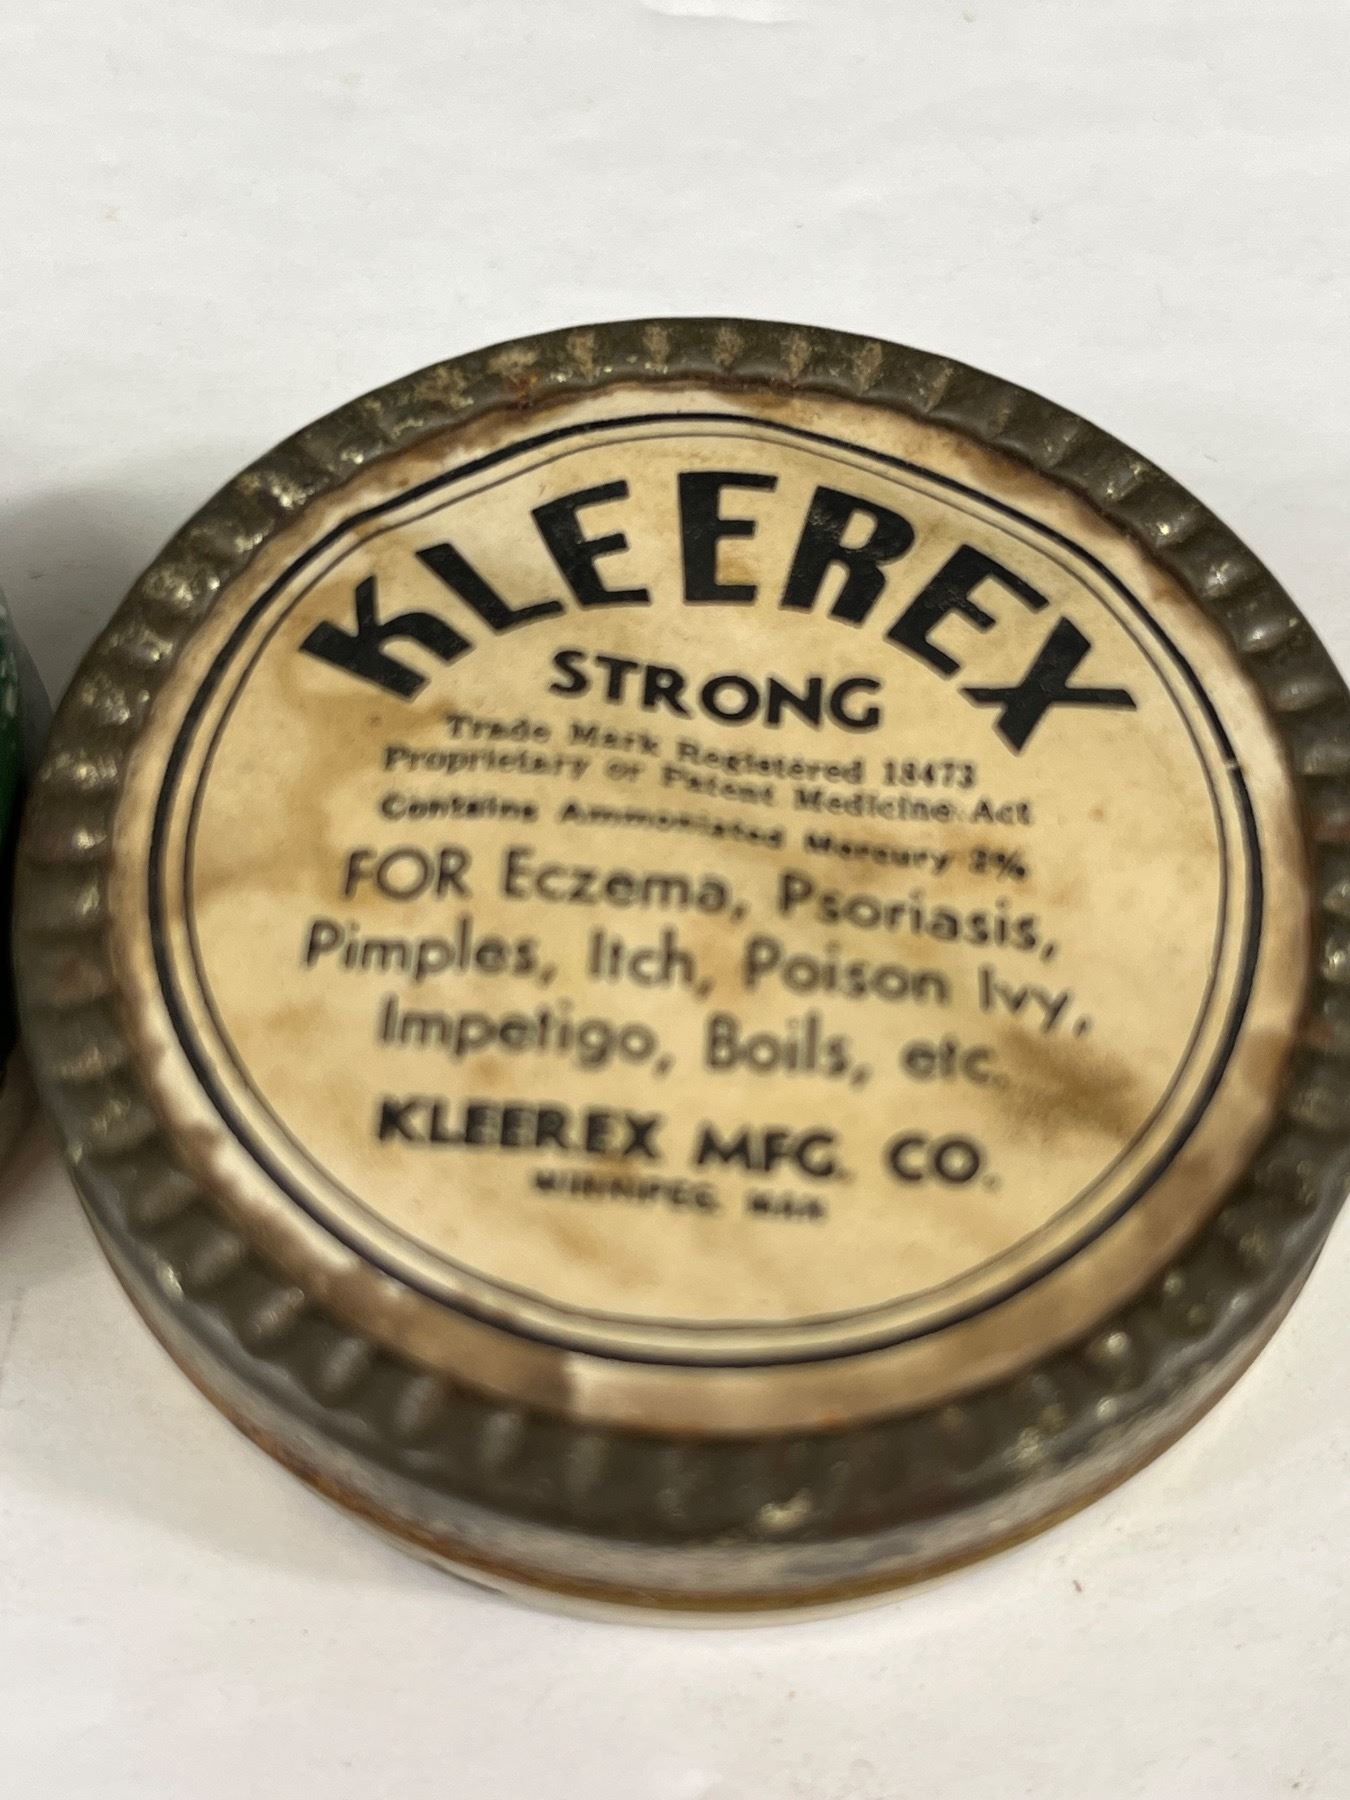 KLEEREX
STRONG
Trade Mark Registered 18473
Proprietary or Patent Medicine Act
Contains Ammoniated Mercury 2%
FOR Eczema, Psoriasis,
Pimples, Itch, Poison Ivy,
Impetigo, Boils, etc.
KLEEREX MFG. CO.
WINNIPEG, MAN